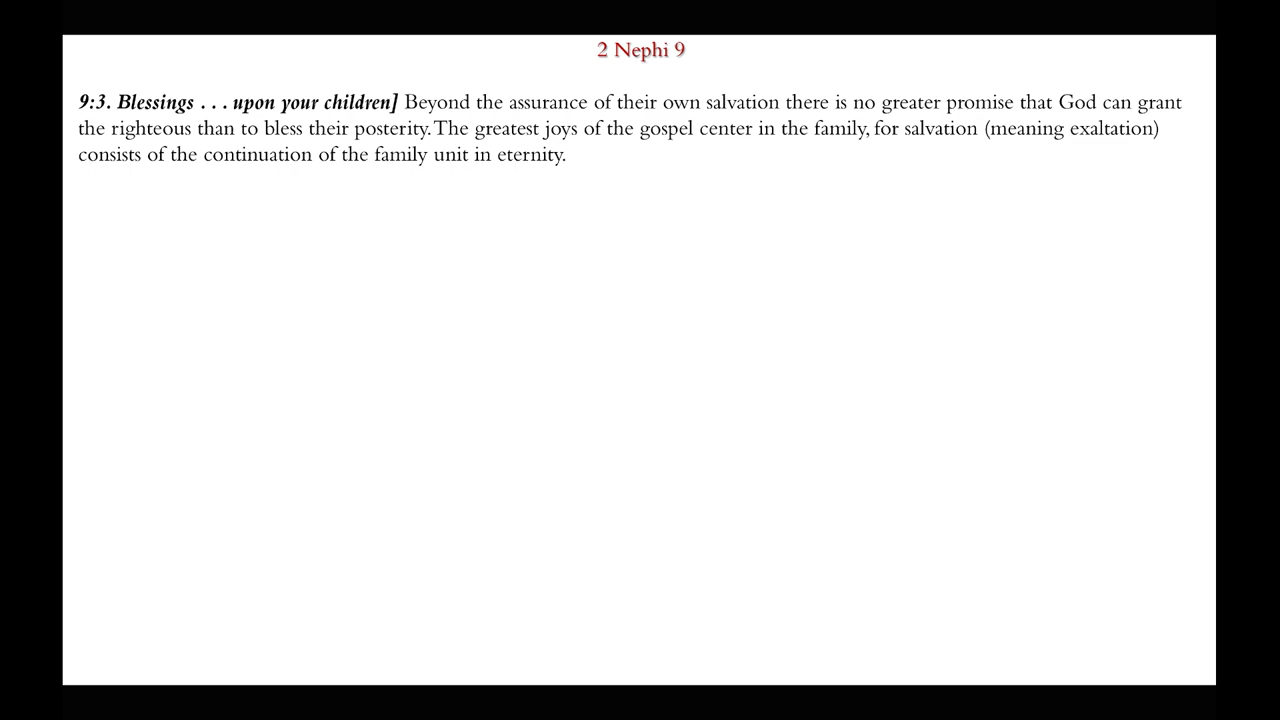 2 Nephi 9
9:3. Blessings . . . upon your children] Beyond the assurance of their own salvation there is no greater promise that God can grant
the righteous than to bless their posterity. The greatest joys of the gospel center in the family, for salvation (meaning exaltation)
consists of the continuation of the family unit in eternity.